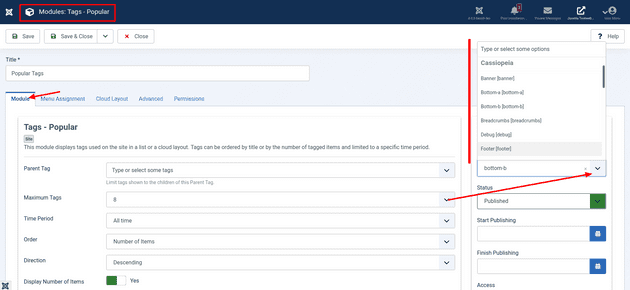 Modules: Tags - Popular
Save
Save & Close
Close
Help
Title *
Popular Tags
Module
Menu Assignment
Cloud Layout
Advanced
Permissions
Tags - Popular
Site
This module displays tags used on the site in a list or a cloud layout. Tags can be ordered by title or by the number of tagged items and limited to a specific time period.
Parent Tag
Type or select some tags
Limit tags shown to the children of this Parent Tag.
Maximum Tags
8
Time Period
All time
Order
Number of Items
Direction
Descending
Display Number of Items
Yes
Type or select some options
Cassiopeia
Banner [banner]
Bottom-a [bottom-a]
Bottom-b [bottom-b]
Breadcrumbs [breadcrumbs]
Debug [debug]
Footer [footer]
bottom-b
Status
Published
Start Publishing
Finish Publishing
Access